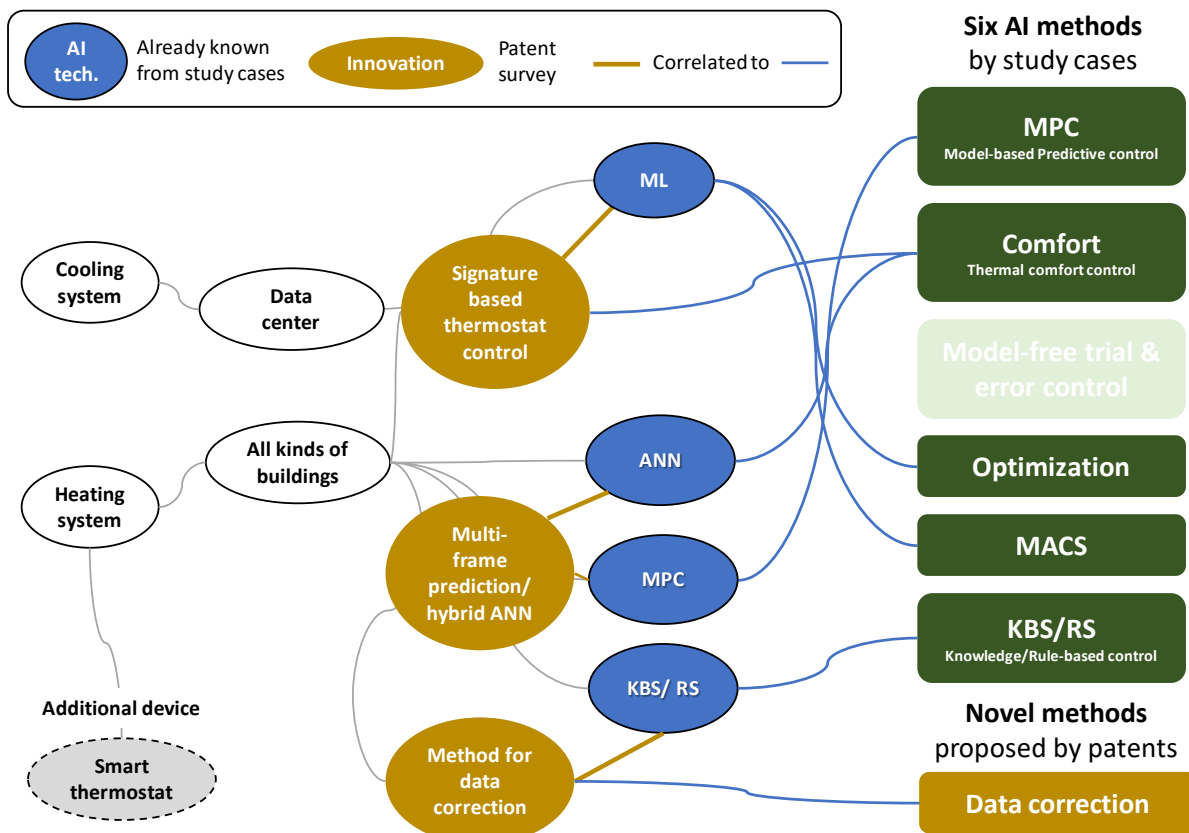 AI
tech.
Already known
from study cases
Innovation
Patent
survey
Correlated to
Six AI methods
by study cases
MPC
Model-based Predictive control
Comfort
Thermal comfort control
Model-free trial &
error control
Optimization
MACS
KBS/RS
Knowledge/Rule-based control
Novel methods
proposed by patents
Data correction
ML
Cooling
system
Data
center
Signature
based
thermostat
control
All kinds of
buildings
ANN
Heating
system
Multi-
frame
prediction/
hybrid ANN
MPC
KBS/ RS
Additional device
Smart
thermostat
Method for
data
correction